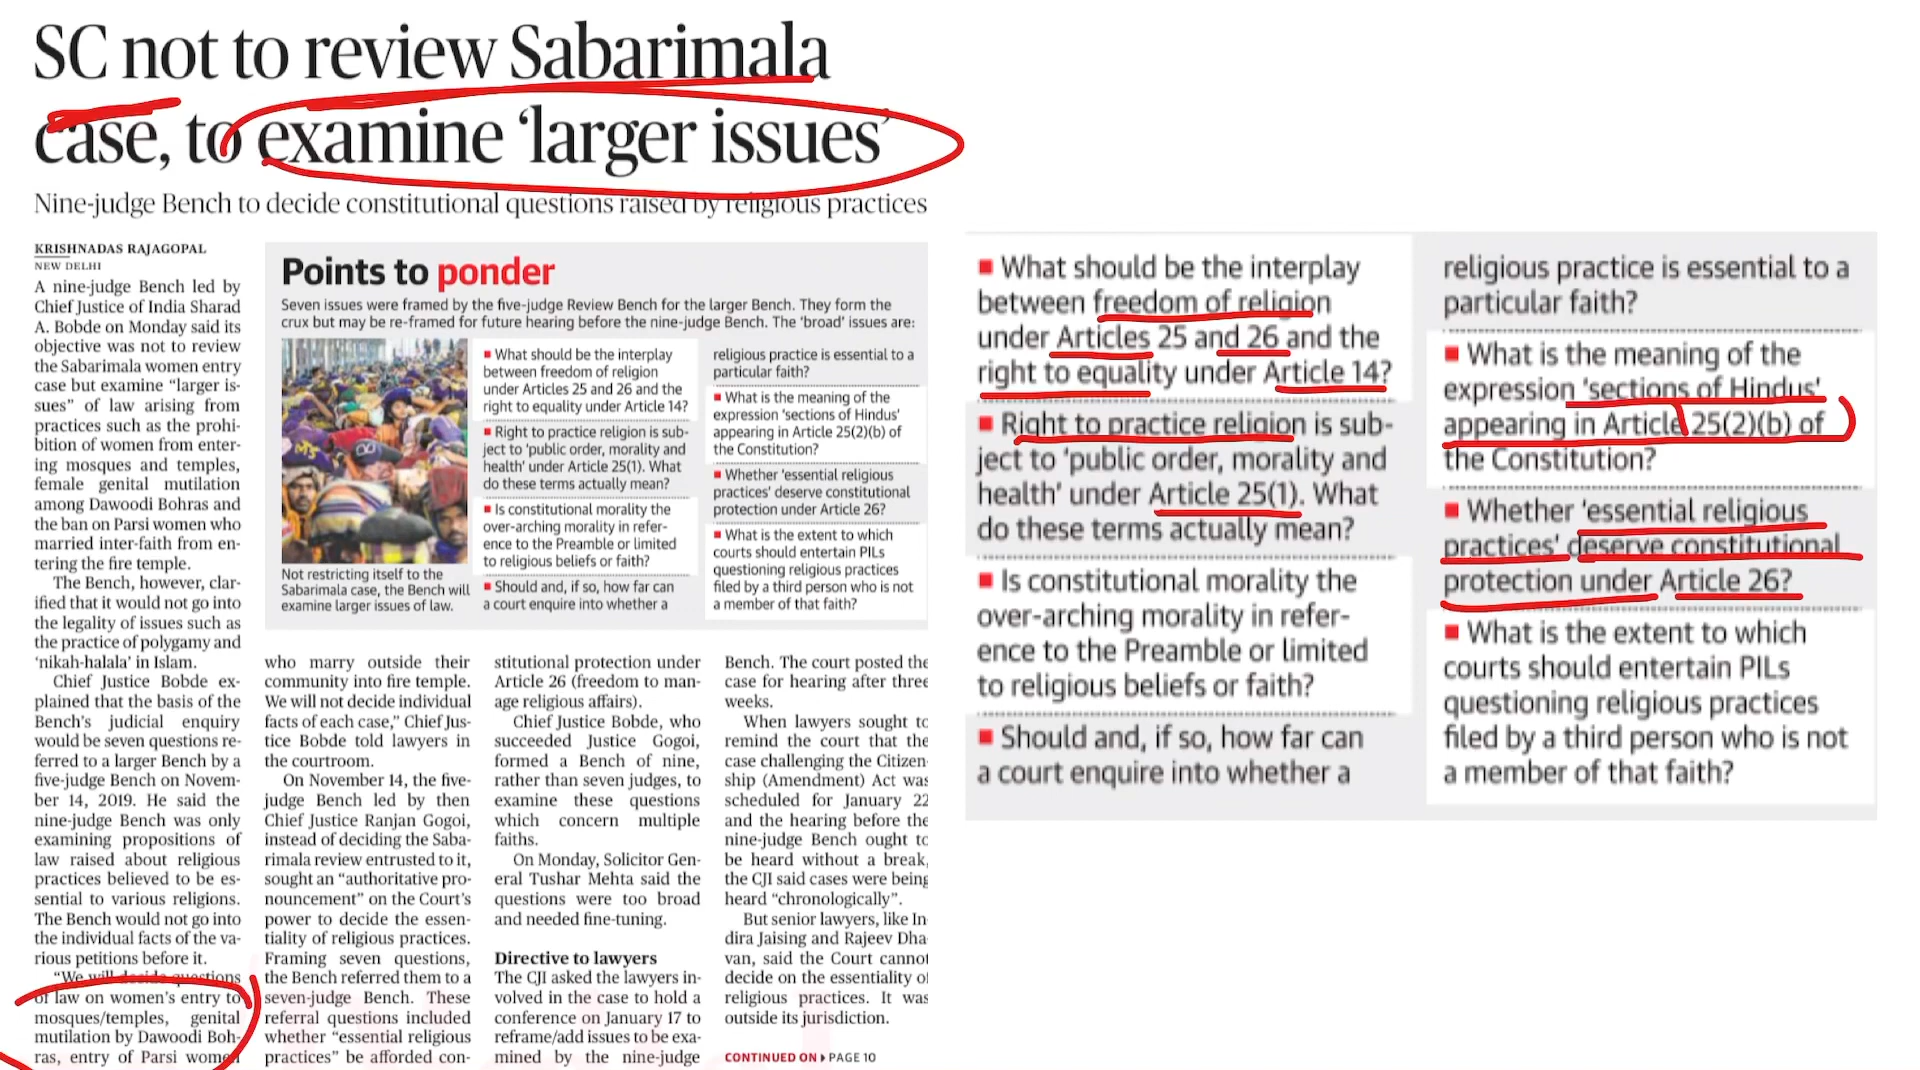 SC not to review Sabarimala
case, to examine ‘larger issues’
Nine-judge Bench to decide constitutional questions raised by religious practices
KRISHNADAS RAJAGOPAL
NEW DELHI
A nine-judge Bench led by
Chief Justice of India Sharad
A. Bobde on Monday said its
objective was not to review
the Sabarimala women entry
case but examine “larger is-
sues” of law arising from
practices such as the prohi-
bition of women from enter-
ing mosques and temples,
female genital mutilation
among Dawoodi Bohras and
the ban on Parsi women who
married inter-faith from en-
tering the fire temple.
The Bench, however, clar-
ified that it would not go into
the legality of issues such as
the practice of polygamy and
‘nikah-halala’ in Islam.
Chief Justice Bobde ex-
plained that the basis of the
Bench’s judicial enquiry
would be seven questions re-
ferred to a larger Bench by a
five-judge Bench on Novem-
ber 14, 2019. He said the
nine-judge Bench was only
examining propositions of
law raised about religious
practices believed to be es-
sential to various religions.
The Bench would not go into
the individual facts of the va-
rious petitions before it.
“We will decide questions
of law on women’s entry to
mosques/temples, genital
mutilation by Dawoodi Boh-
ras, entry of Parsi women
Points to ponder
Seven issues were framed by the five-judge Review Bench for the larger Bench. They form the
crux but may be re-framed for future hearing before the nine-judge Bench. The ‘broad’ issues are:
Not restricting itself to the
Sabarimala case, the Bench will
examine larger issues of law.
What should be the interplay
between freedom of religion
under Articles 25 and 26 and the
right to equality under Article 14?
Right to practice religion is sub-
ject to ‘public order, morality and
health’ under Article 25(1). What
do these terms actually mean?
Is constitutional morality the
over-arching morality in refer-
ence to the Preamble or limited
to religious beliefs or faith?
Should and, if so, how far can
a court enquire into whether a
religious practice is essential to a
particular faith?
What is the meaning of the
expression ‘sections of Hindus’
appearing in Article 25(2)(b) of
the Constitution?
Whether ‘essential religious
practices’ deserve constitutional
protection under Article 26?
What is the extent to which
courts should entertain PILs
questioning religious practices
filed by a third person who is not
a member of that faith?
who marry outside their
community into fire temple.
We will not decide individual
facts of each case,” Chief Jus-
tice Bobde told lawyers in
the courtroom.
On November 14, the five-
judge Bench led by then
Chief Justice Ranjan Gogoi,
instead of deciding the Saba-
rimala review entrusted to it,
sought an “authoritative pro-
nouncement” on the Court’s
power to decide the essen-
tiality of religious practices.
Framing seven questions,
the Bench referred them to a
seven-judge Bench. These
referral questions included
whether “essential religious
practices” be afforded con-
stitutional protection under
Article 26 (freedom to man-
age religious affairs).
Chief Justice Bobde, who
succeeded Justice Gogoi,
formed a Bench of nine,
rather than seven judges, to
examine these questions
which concern multiple
faiths.
On Monday, Solicitor Gen-
eral Tushar Mehta said the
questions were too broad
and needed fine-tuning.
Directive to lawyers
The CJI asked the lawyers in-
volved in the case to hold a
conference on January 17 to
reframe/add issues to be exa-
mined by the nine-judge
Bench. The court posted the
case for hearing after three
weeks.
When lawyers sought to
remind the court that the
case challenging the Citizen-
ship (Amendment) Act was
scheduled for January 22
and the hearing before the
nine-judge Bench ought to
be heard without a break,
the CJI said cases were being
heard “chronologically”.
But senior lawyers, like In-
dira Jaising and Rajeev Dha-
van, said the Court cannot
decide on the essentiality of
religious practices. It was
outside its jurisdiction.
CONTINUED ON PAGE 10
What should be the interplay
between freedom of religion
under Articles 25 and 26 and the
right to equality under Article 14?
Right to practice religion is sub-
ject to ‘public order, morality and
health’ under Article 25(1). What
do these terms actually mean?
Is constitutional morality the
over-arching morality in refer-
ence to the Preamble or limited
to religious beliefs or faith?
Should and, if so, how far can
a court enquire into whether a
religious practice is essential to a
particular faith?
What is the meaning of the
expression ‘sections of Hindus’
appearing in Article 25(2)(b) of
the Constitution?
Whether ‘essential religious
practices’ deserve constitutional
protection under Article 26?
What is the extent to which
courts should entertain PILs
questioning religious practices
filed by a third person who is not
a member of that faith?